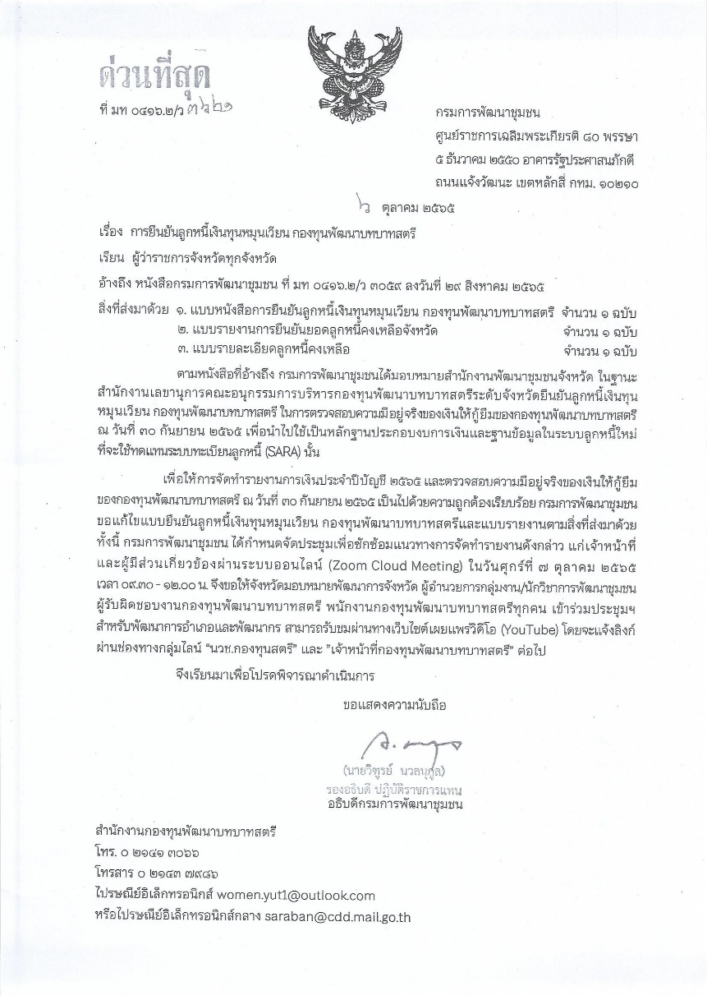 ด่วนที่สุด
ที่ มท ๐๔๑๖.๒/ว ๓๖๒๑
กรมการพัฒนาชุมชน
ศูนย์ราชการเฉลิมพระเกียรติ ๘๐ พรรษา
๕ ธันวาคม ๒๕๕๐ อาคารรัฐประศาสนภักดี
ถนนแจ้งวัฒนะ เขตหลักสี่ กทม. ๑๐๒๑๐
๖ ตุลาคม ๒๕๖๕
เรื่อง การยืนยันลูกหนี้เงินทุนหมุนเวียน กองทุนพัฒนาบทบาทสตรี
เรียน ผู้ว่าราชการจังหวัดทุกจังหวัด
อ้างถึง หนังสือกรมการพัฒนาชุมชน ที่ มท ๐๔๑๖.๒/ว ๓๐๕๙ ลงวันที่ ๒๙ สิงหาคม ๒๕๖๕
สิ่งที่ส่งมาด้วย ๑. แบบหนังสือการยืนยันลูกหนี้เงินทุนหมุนเวียน กองทุนพัฒนาบทบาทสตรี จำนวน ๑ ฉบับ
๒. แบบรายงานการยืนยันยอดลูกหนี้คงเหลือจังหวัด จำนวน ๑ ฉบับ
๓. แบบรายละเอียดลูกหนี้คงเหลือ จำนวน ๑ ฉบับ
ตามหนังสือที่อ้างถึง กรมการพัฒนาชุมชนได้มอบหมายสำนักงานพัฒนาชุมชนจังหวัด ในฐานะ
สำนักงานเลขานุการคณะอนุกรรมการบริหารกองทุนพัฒนาบทบาทสตรีระดับจังหวัดยืนยันลูกหนี้เงินทุน
หมุนเวียน กองทุนพัฒนาบทบาทสตรี ในการตรวจสอบความมีอยู่จริงของเงินให้กู้ยืมของกองทุนพัฒนาบทบาทสตรี
ณ วันที่ ๓๐ กันยายน ๒๕๖๕ เพื่อนำไปใช้เป็นหลักฐานประกอบงบการเงินและฐานข้อมูลในระบบลูกหนี้ใหม่
ที่จะใช้ทดแทนระบบทะเบียนลูกหนี้ (SARA) นั้น
เพื่อให้การจัดทำรายงานการเงินประจำปีบัญชี ๒๕๖๕ และตรวจสอบความมีอยู่จริงของเงินให้กู้ยืม
ของกองทุนพัฒนาบทบาทสตรี ณ วันที่ ๓๐ กันยายน ๒๕๖๕ เป็นไปด้วยความถูกต้องเรียบร้อย กรมการพัฒนาชุมชน
ขอแก้ไขแบบยืนยันลูกหนี้เงินทุนหมุนเวียน กองทุนพัฒนาบทบาทสตรีและแบบรายงานตามสิ่งที่ส่งมาด้วย
ทั้งนี้ กรมการพัฒนาชุมชน ได้กำหนดจัดประชุมเพื่อซักซ้อมแนวทางการจัดทำรายงานดังกล่าว แก่เจ้าหน้าที่
และผู้มีส่วนเกี่ยวข้องผ่านระบบออนไลน์ (Zoom Cloud Meeting) ในวันศุกร์ที่ ๗ ตุลาคม ๒๕๖๕
เวลา ๐๙.๓๐ - ๑๒.๐๐ น. จึงขอให้จังหวัดมอบหมายพัฒนาการจังหวัด ผู้อำนวยการกลุ่มงาน/นักวิชาการพัฒนาชุมชน
ผู้รับผิดชอบงานกองทุนพัฒนาบทบาทสตรี พนักงานกองทุนพัฒนาบทบาทสตรีทุกคน เข้าร่วมประชุมฯ
สำหรับพัฒนาการอำเภอและพัฒนากร สามารถรับชมผ่านทางเว็บไซต์เผยแพร่วิดีโอ (YouTube) โดยจะแจ้งลิงก์
ผ่านช่องทางกลุ่มไลน์ "นวช.กองทุนสตรี" และ "เจ้าหน้าที่กองทุนพัฒนาบทบาทสตรี" ต่อไป
จึงเรียนมาเพื่อโปรดพิจารณาดำเนินการ
ขอแสดงความนับถือ
(นายวิฑูรย์ นวลนุกูล)
รองอธิบดี ปฏิบัติราชการแทน
อธิบดีกรมการพัฒนาชุมชน
สำนักงานกองทุนพัฒนาบทบาทสตรี
โทร. ๐ ๒๑๔๑ ๓๐๖๖
โทรสาร ๐ ๒๑๔๓ ๗๙๘๖
ไปรษณีย์อิเล็กทรอนิกส์ women.yut1@outlook.com
หรือไปรษณีย์อิเล็กทรอนิกส์กลาง saraban@cdd.mail.go.th